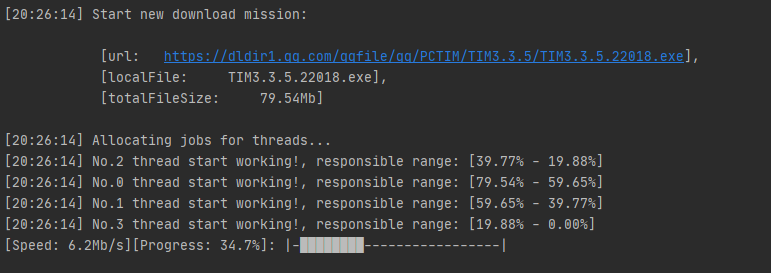 [20:26:14] Start new download mission:
[url:   https://dldir1.qq.com/qqfile/qq/PCTIM/TIM3.3.5/TIM3.3.5.22018.exe],
[localFile:     TIM3.3.5.22018.exe],
[totalFileSize:     79.54Mb]
[20:26:14] Allocating jobs for threads...
[20:26:14] No.2 thread start working!, responsible range: [39.77% - 19.88%]
[20:26:14] No.0 thread start working!, responsible range: [79.54% - 59.65%]
[20:26:14] No.1 thread start working!, responsible range: [59.65% - 39.77%]
[20:26:14] No.3 thread start working!, responsible range: [19.88% - 0.00%]
[Speed: 6.2Mb/s][Progress: 34.7%]: |-████████-----------------|